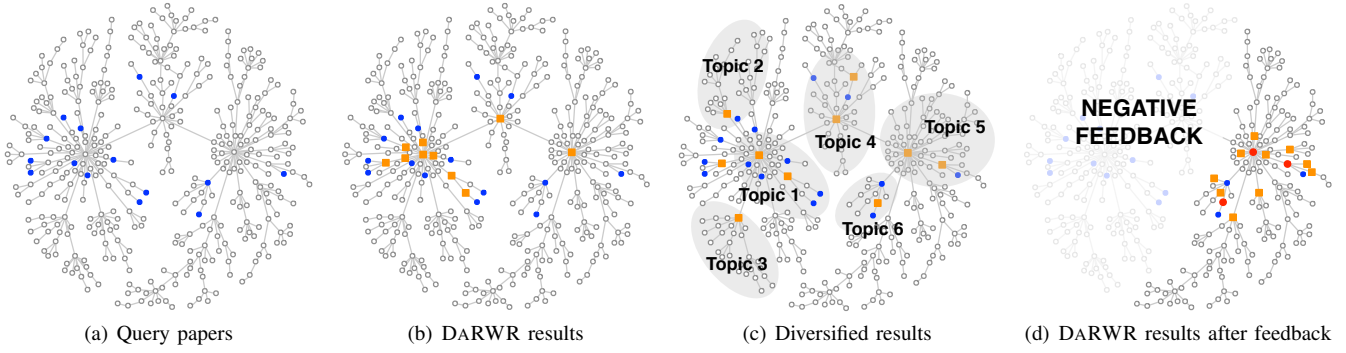 Topic 2
Topic 4
Topic 5
Topic 1
Topic 6
Topic 3
NEGATIVE
FEEDBACK
(a) Query papers
(b) DARWR results
(c) Diversified results
(d) DARWR results after feedback